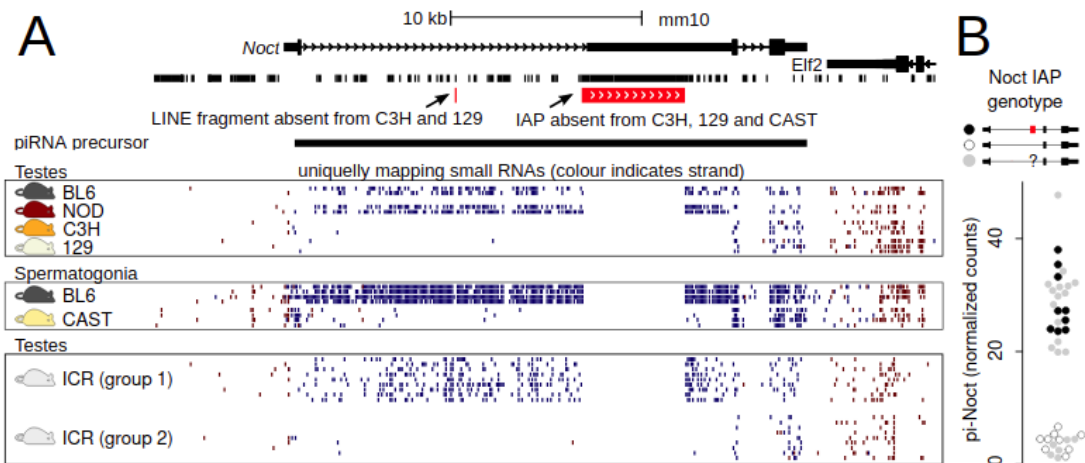 A
10 kb
mm10
Noct
Elf2
LINE fragment absent from C3H and 129
IAP absent from C3H, 129 and CAST
piRNA precursor
Testes
uniquelly mapping small RNAs (colour indicates strand)
BL6
NOD
C3H
129
Spermatogonia
BL6
CAST
Testes
ICR (group 1)
ICR (group 2)
B
Noct IAP
genotype
?
pi-Noct (normalized counts)
40
20
0